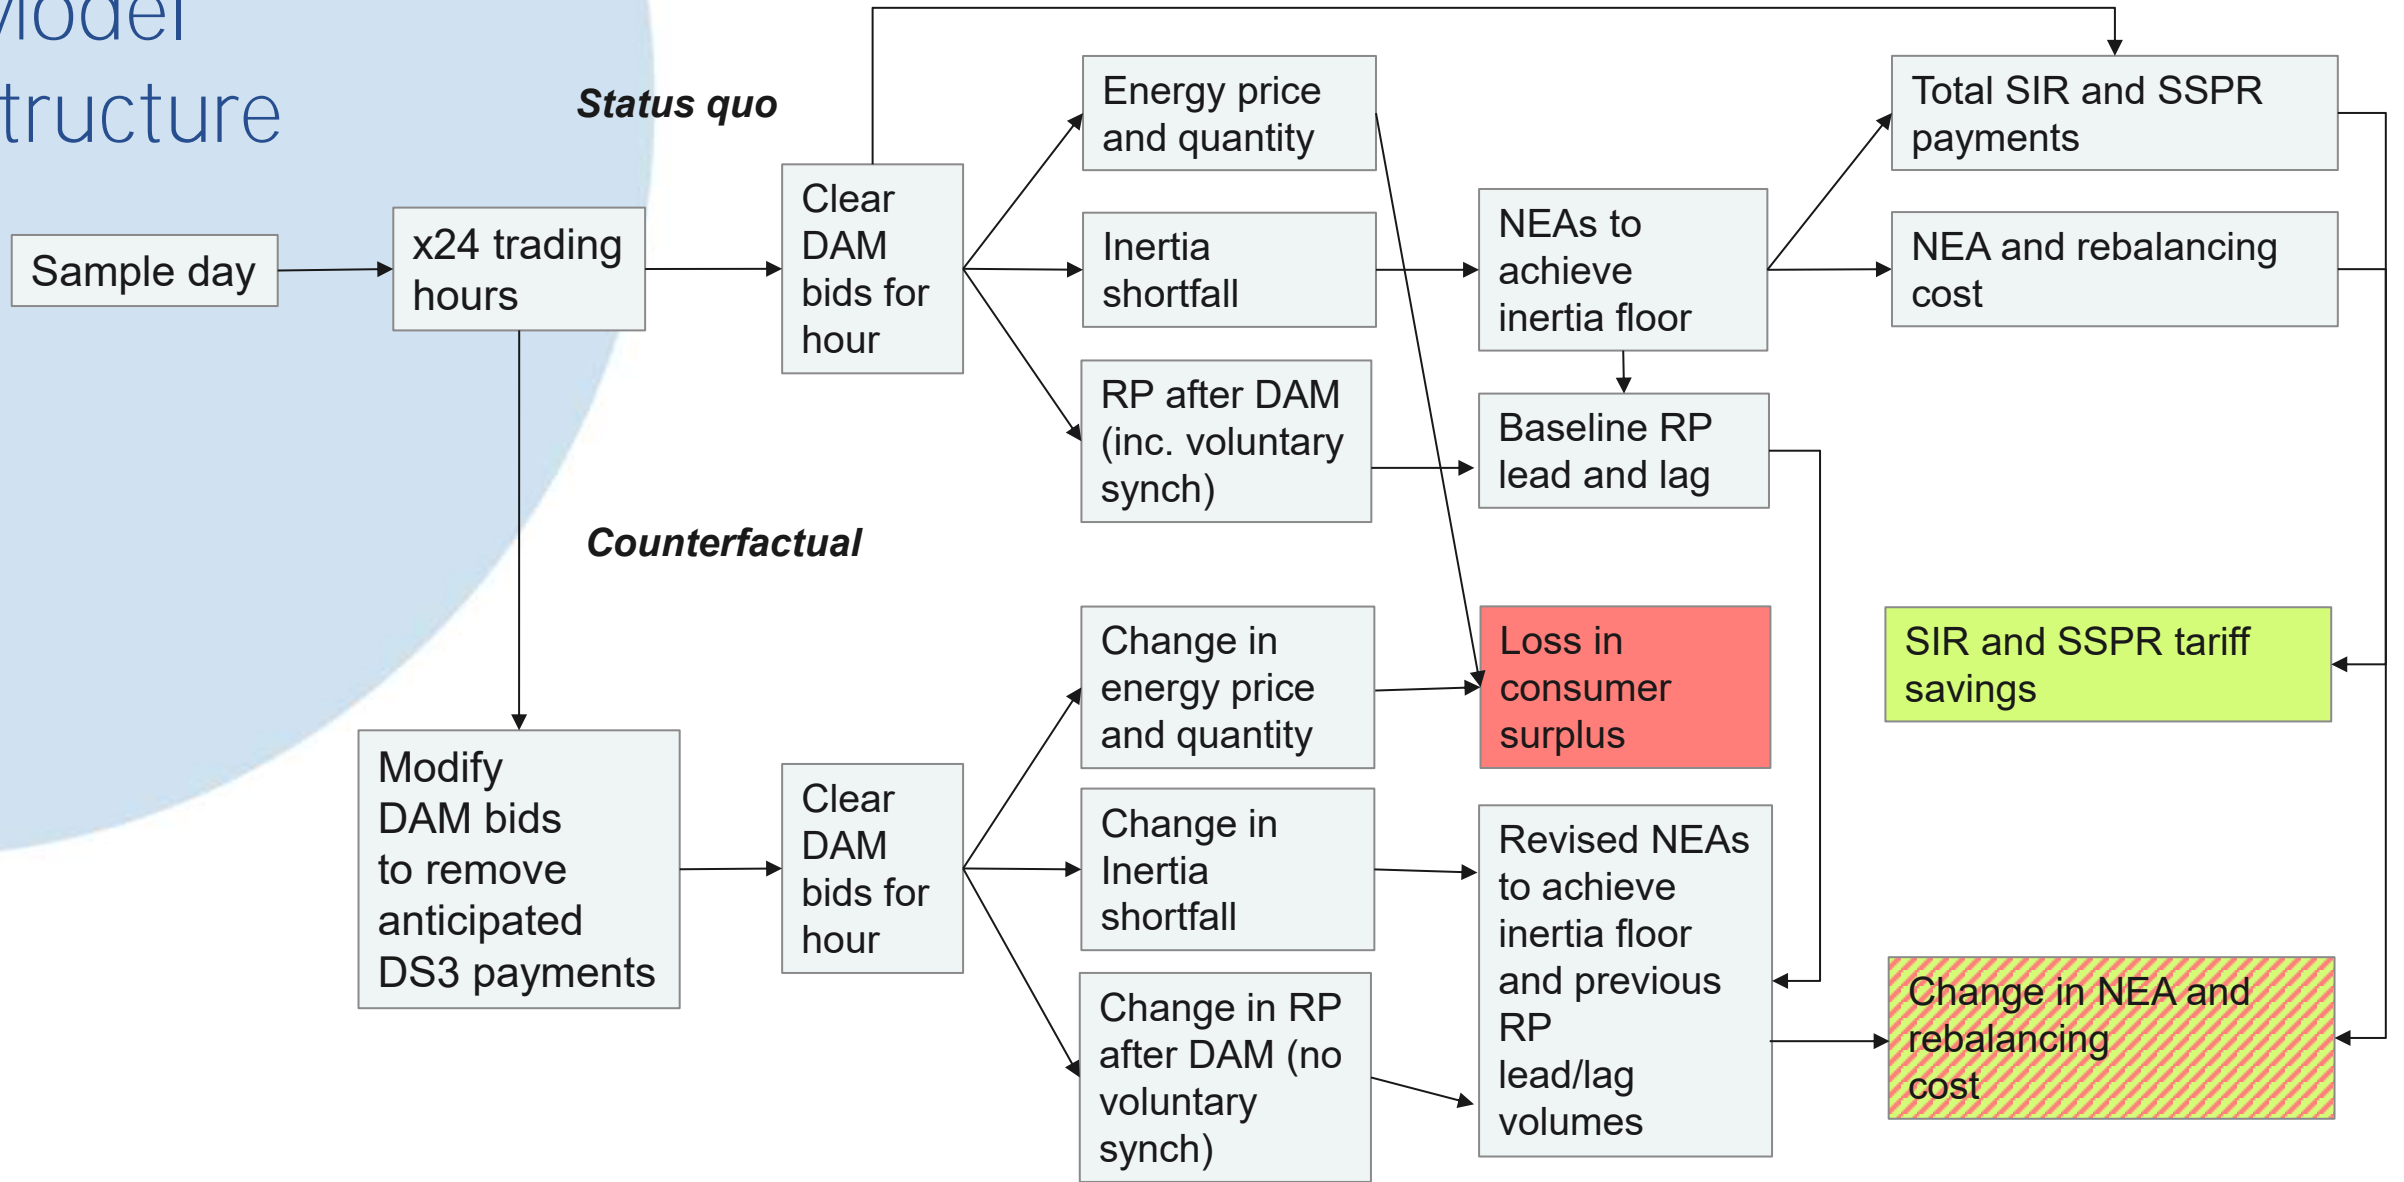 Model
tructure
Status quo
Sample day
x24 trading
hours
Clear
DAM
bids for
hour
Energy price
and quantity
Inertia
shortfall
RP after DAM
(inc. voluntary
synch)
NEAs to
achieve
inertia floor
Baseline RP
lead and lag
Total SIR and SSPR
payments
NEA and rebalancing
cost
Counterfactual
Modify
DAM bids
to remove
anticipated
DS3 payments
Clear
DAM
bids for
hour
Change in
energy price
and quantity
Change in
Inertia
shortfall
Change in RP
after DAM (no
voluntary
synch)
Loss in
consumer
surplus
Revised NEAs
to achieve
inertia floor
and previous
RP
lead/lag
volumes
SIR and SSPR tariff
savings
Change in NEA and
rebalancing
cost